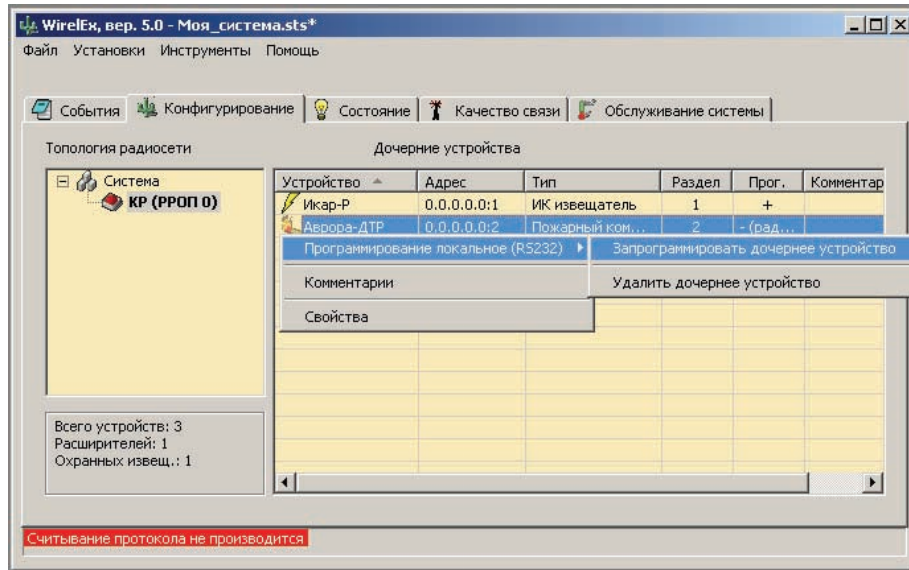 WirelEx, вер. 5.0 - Моя_система.sts*
Файл Установки Инструменты Помощь
События Конфигурирование Состояние Качество связи Обслуживание системы
Топология радиосети Дочерние устройства
Система
КР (РРОП 0)
Устройство Адрес Тип Раздел Прог. Комментар
Икар-Р 0.0.0.0:1 ИК извещатель 1 +
Аврора-ДТР 0.0.0.0:2 Пожарный ком... 2 - (рад...
Программирование локальное (RS232) Запрограммировать дочернее устройство
Комментарии Удалить дочернее устройство
Свойства
Всего устройств: 3
Расширителей: 1
Охранных извещ.: 1
Считывание протокола не производится